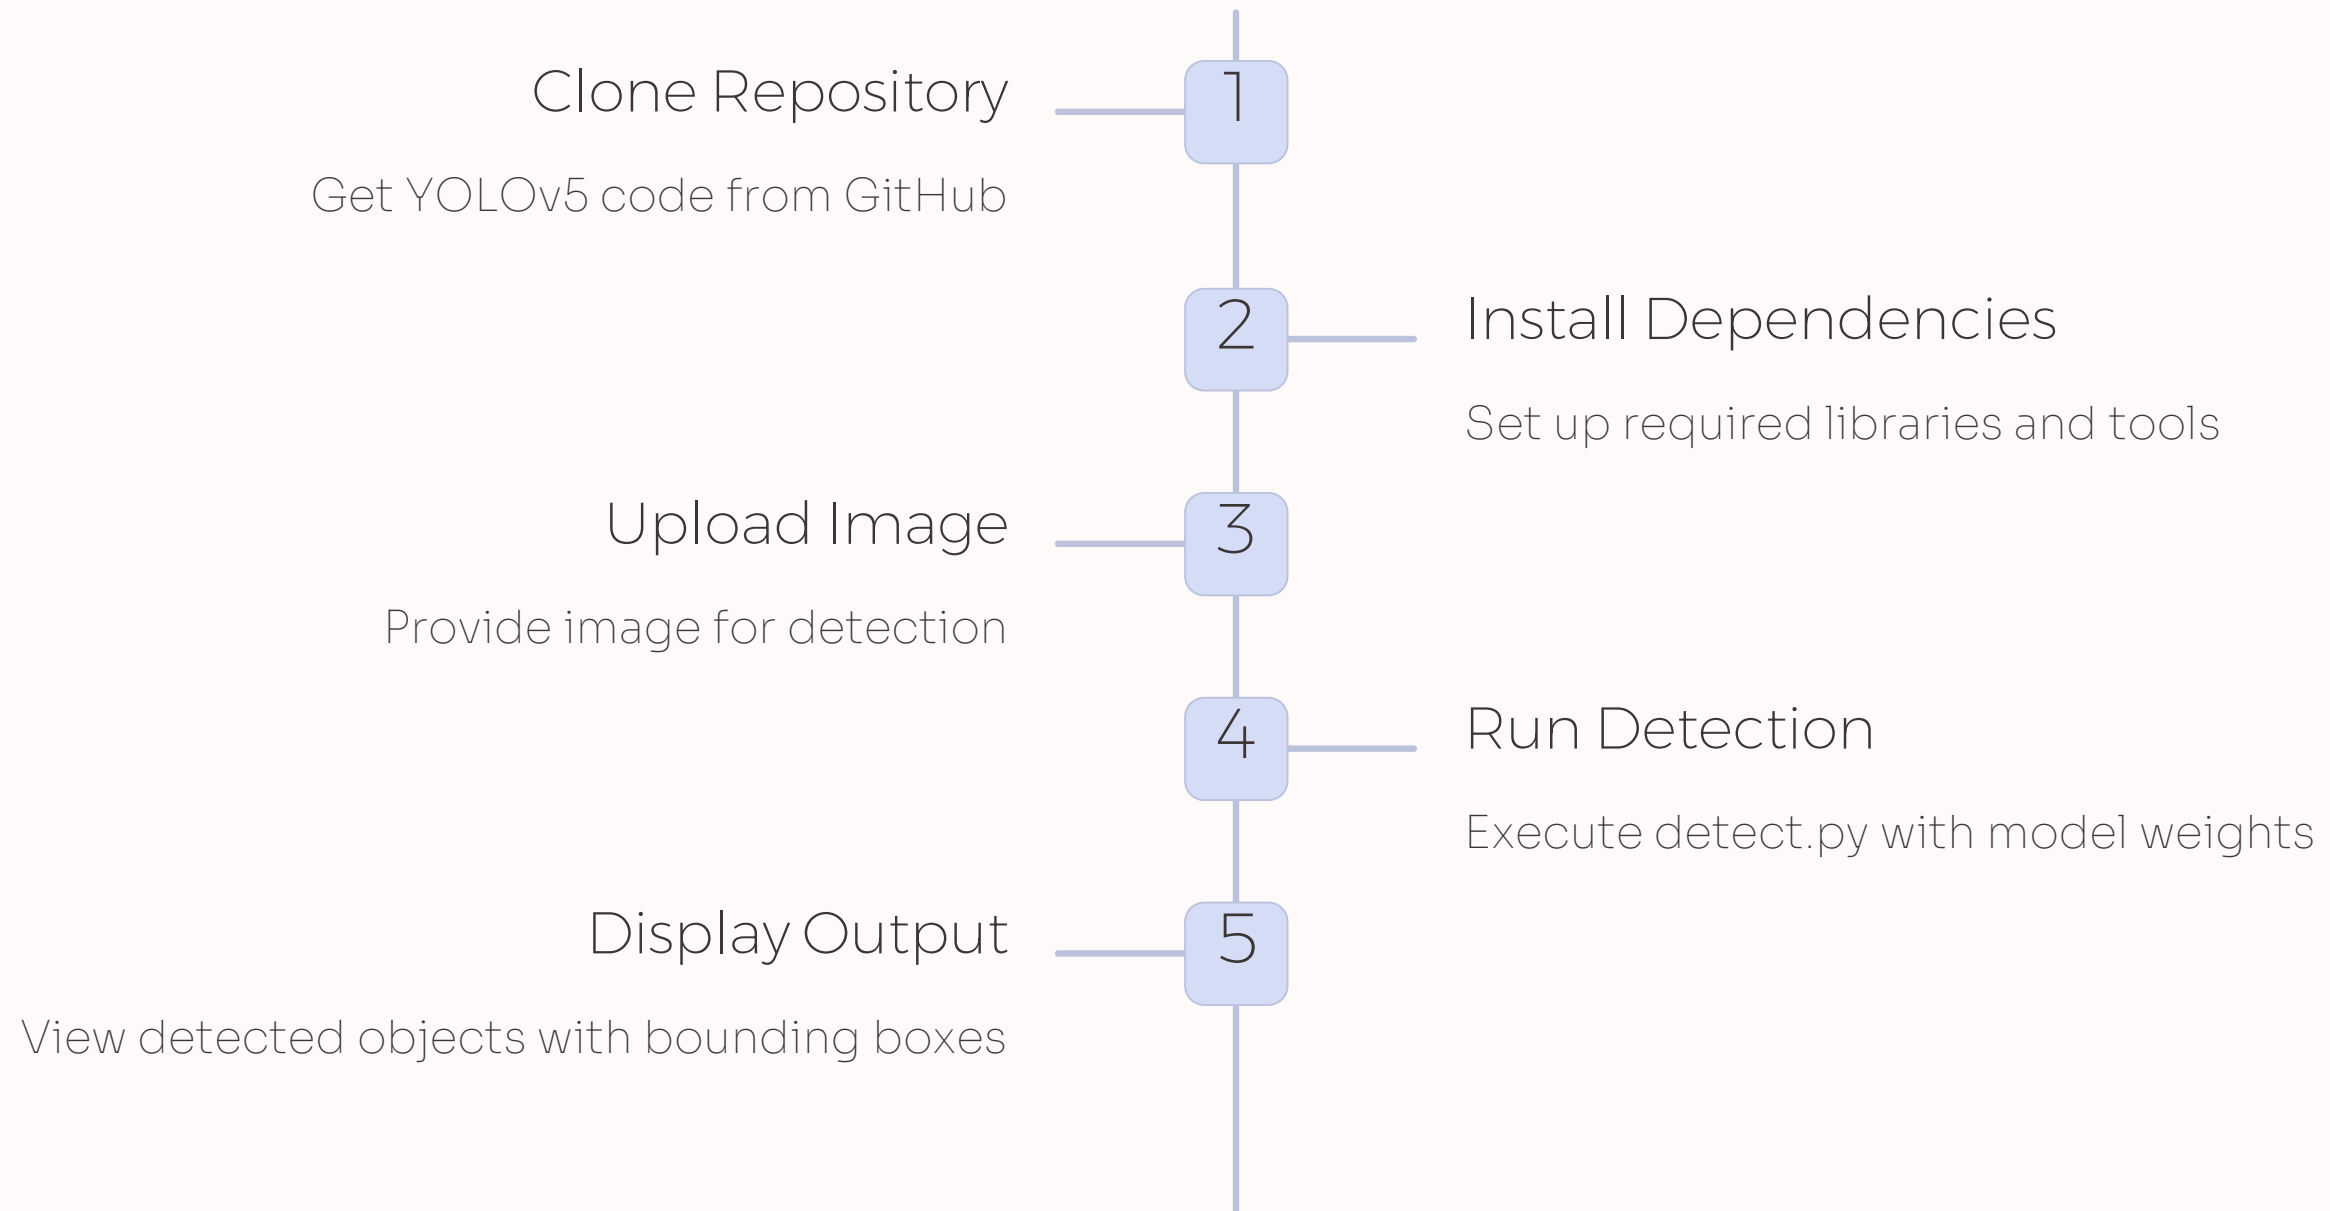 1
Clone Repository
Get YOLOv5 code from GitHub
2
Install Dependencies
Set up required libraries and tools
3
Upload Image
Provide image for detection
4
Run Detection
Execute detect.py with model weights
5
Display Output
View detected objects with bounding boxes